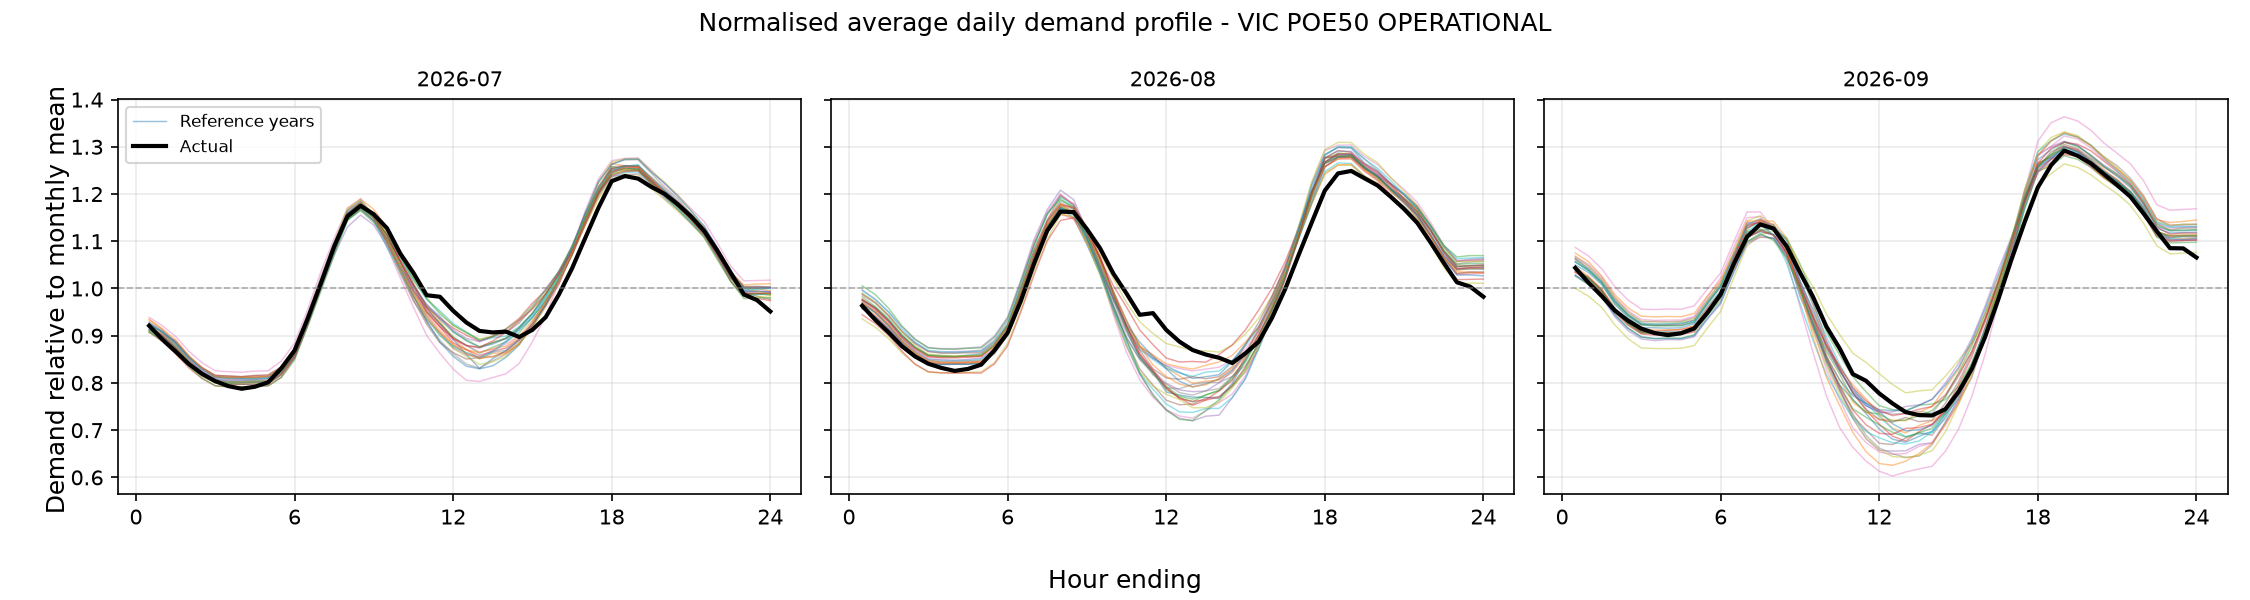 Normalised average daily demand profile - VIC POE50 OPERATIONAL
2026-07
2026-08
2026-09
Demand relative to monthly mean
1.4
1.3
1.2
1.1
1.0
0.9
0.8
0.7
0.6
Reference years
Actual
0 6 12 18 24
0 6 12 18 24
0 6 12 18 24
Hour ending